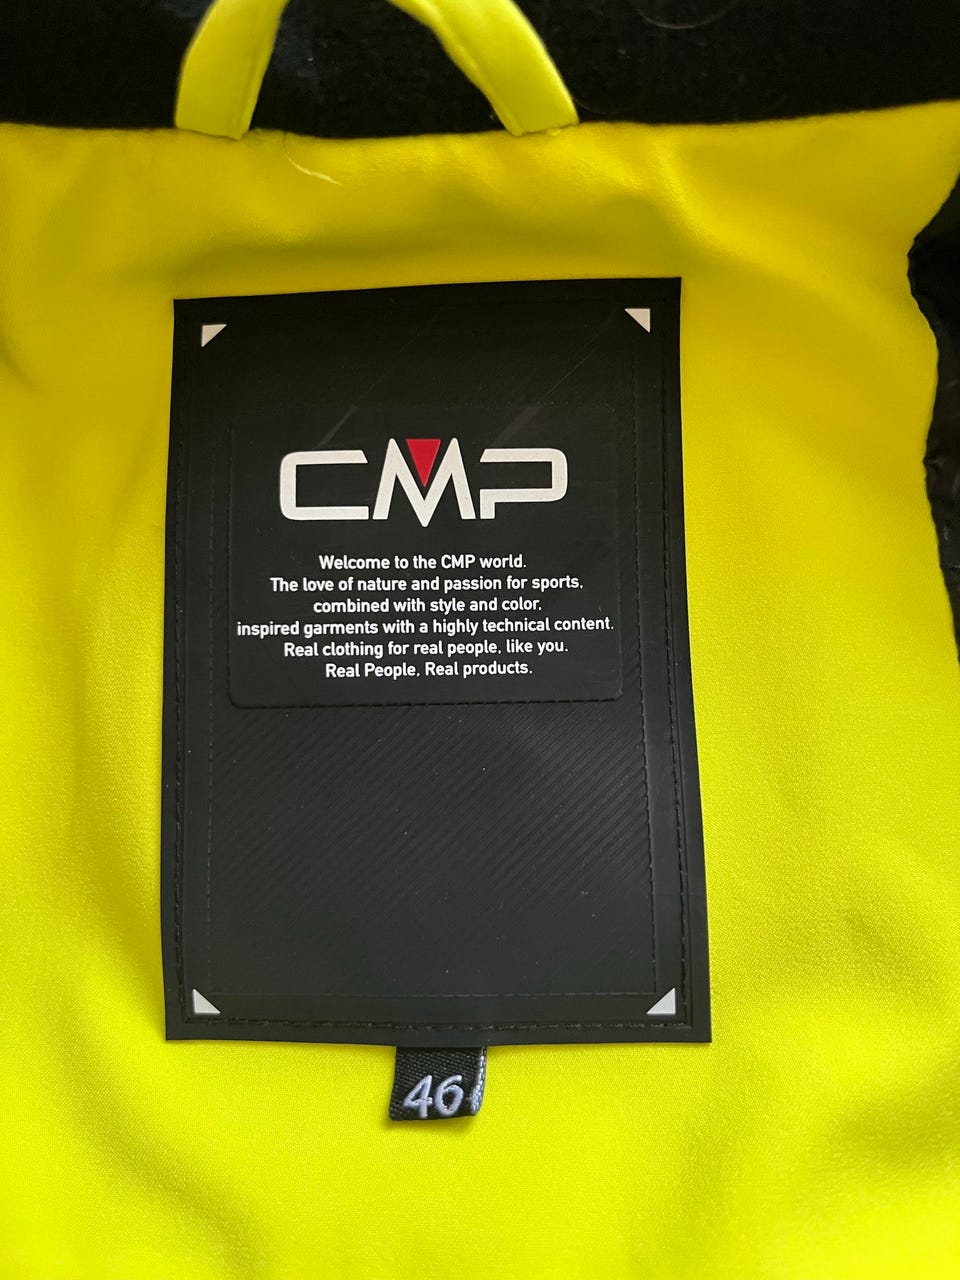 CMP
Welcome to the CMP world.
The love of nature and passion for sports,
combined with style and color,
inspired garments with a highly technical content.
Real clothing for real people, like you.
Real People, Real products.
46